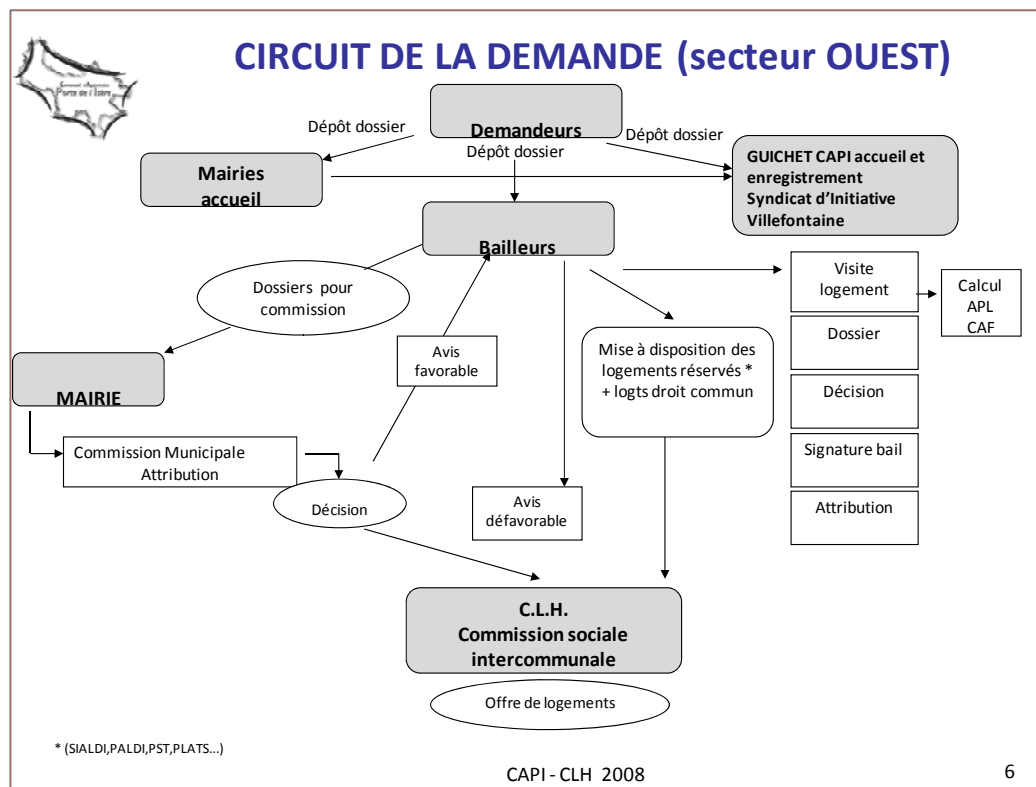 CIRCUIT DE LA DEMANDE (secteur OUEST)
Porte de l'Isère
Dépôt dossier
Demandeurs
Dépôt dossier
Dépôt dossier
Mairies
accueil
GUICHET CAPI accueil et
enregistrement
Syndicat d'Initiative
Villefontaine
Bailleurs
Dossiers pour
commission
Visite
logement
Calcul
APL
CAF
Avis
favorable
Mise à disposition des
logements réservés *
+ logts droit commun
Dossier
MAIRIE
Décision
Commission Municipale
Attribution
Signature bail
Décision
Avis
défavorable
Attribution
C.L.H.
Commission sociale
intercommunale
Offre de logements
* (SIALDI,PALDI,PST,PLATS...)
CAPI - CLH 2008
6